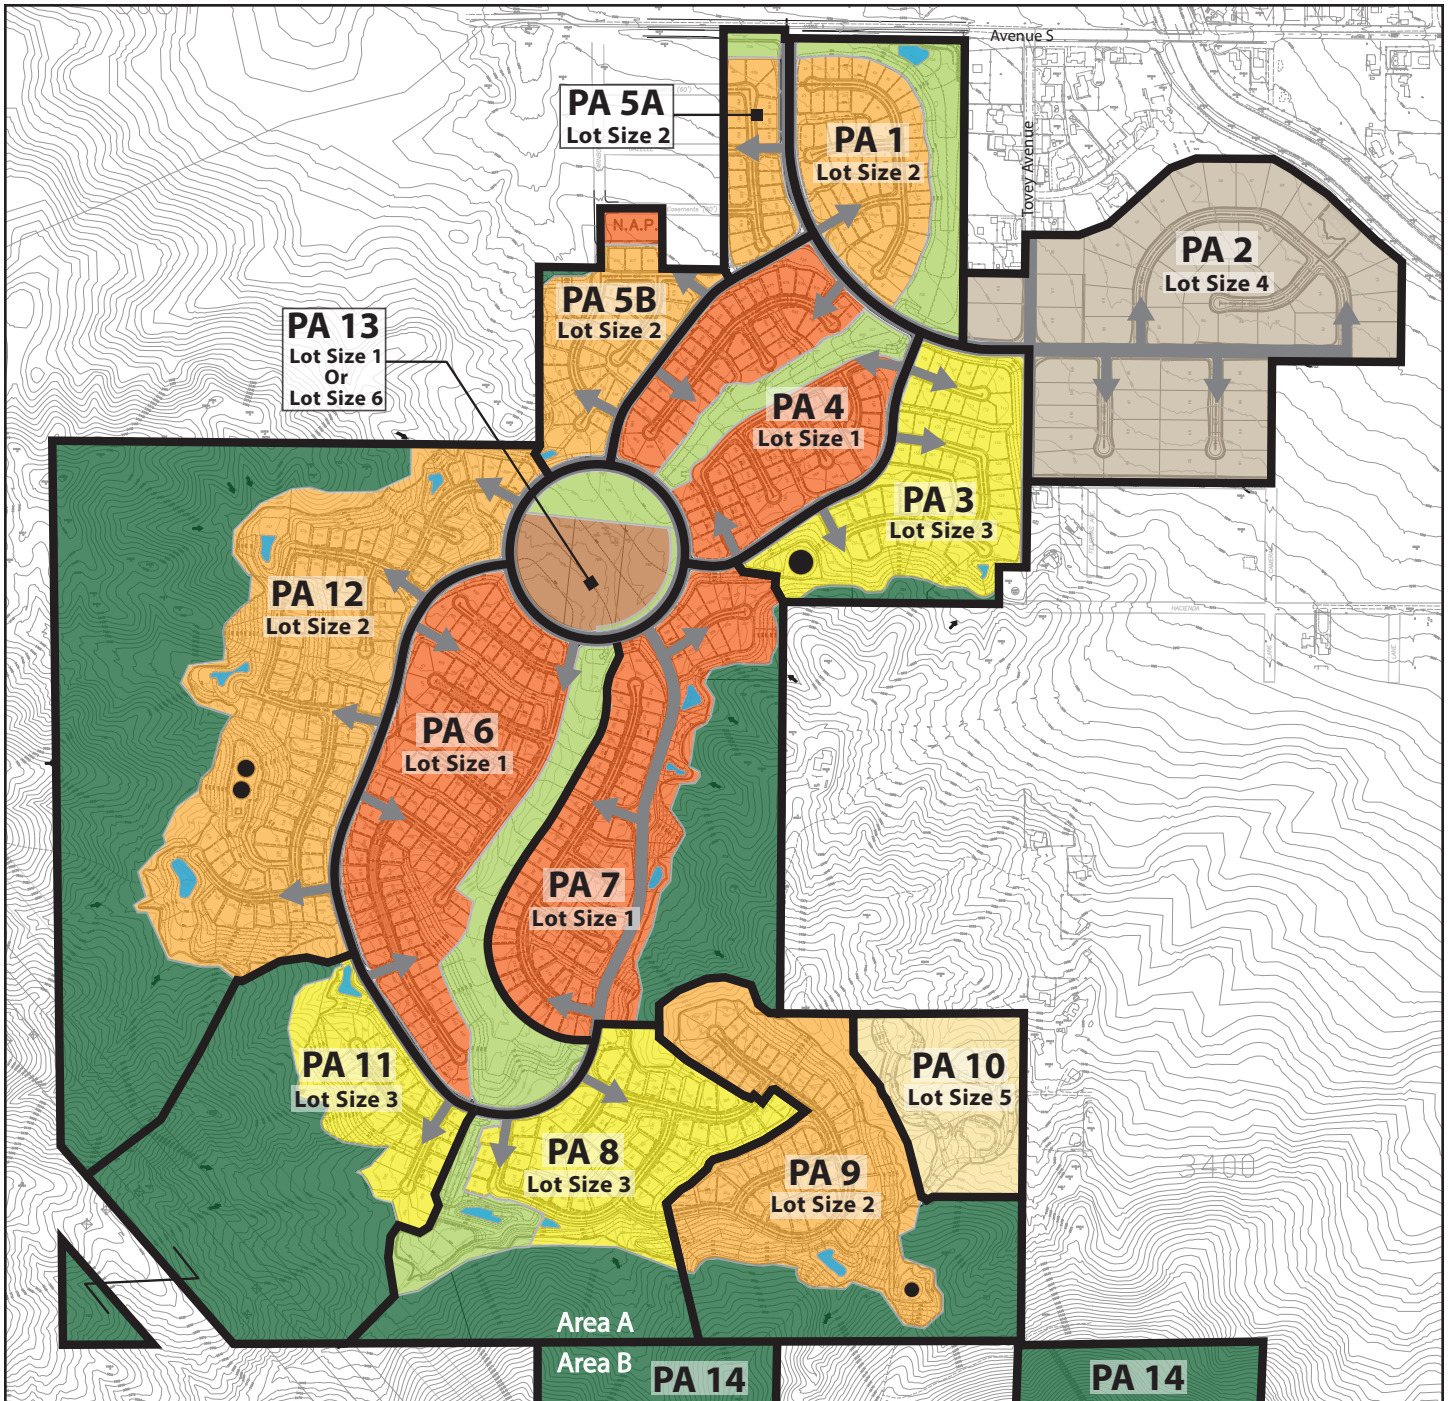 Avenue S
PA 5A
Lot Size 2
PA 1
Lot Size 2
Tovey Avenue
N.A.P.
PA 2
Lot Size 4
PA 5B
Lot Size 2
PA 13
Lot Size 1
Or
Lot Size 6
PA 4
Lot Size 1
PA 3
Lot Size 3
PA 12
Lot Size 2
HACIENDA
LANE
LANE
PA 6
Lot Size 1
PA 7
Lot Size 1
PA 11
Lot Size 3
PA 10
Lot Size 5
PA 8
Lot Size 3
PA 9
Lot Size 2
3400
Area A
Area B
PA 14
PA 14